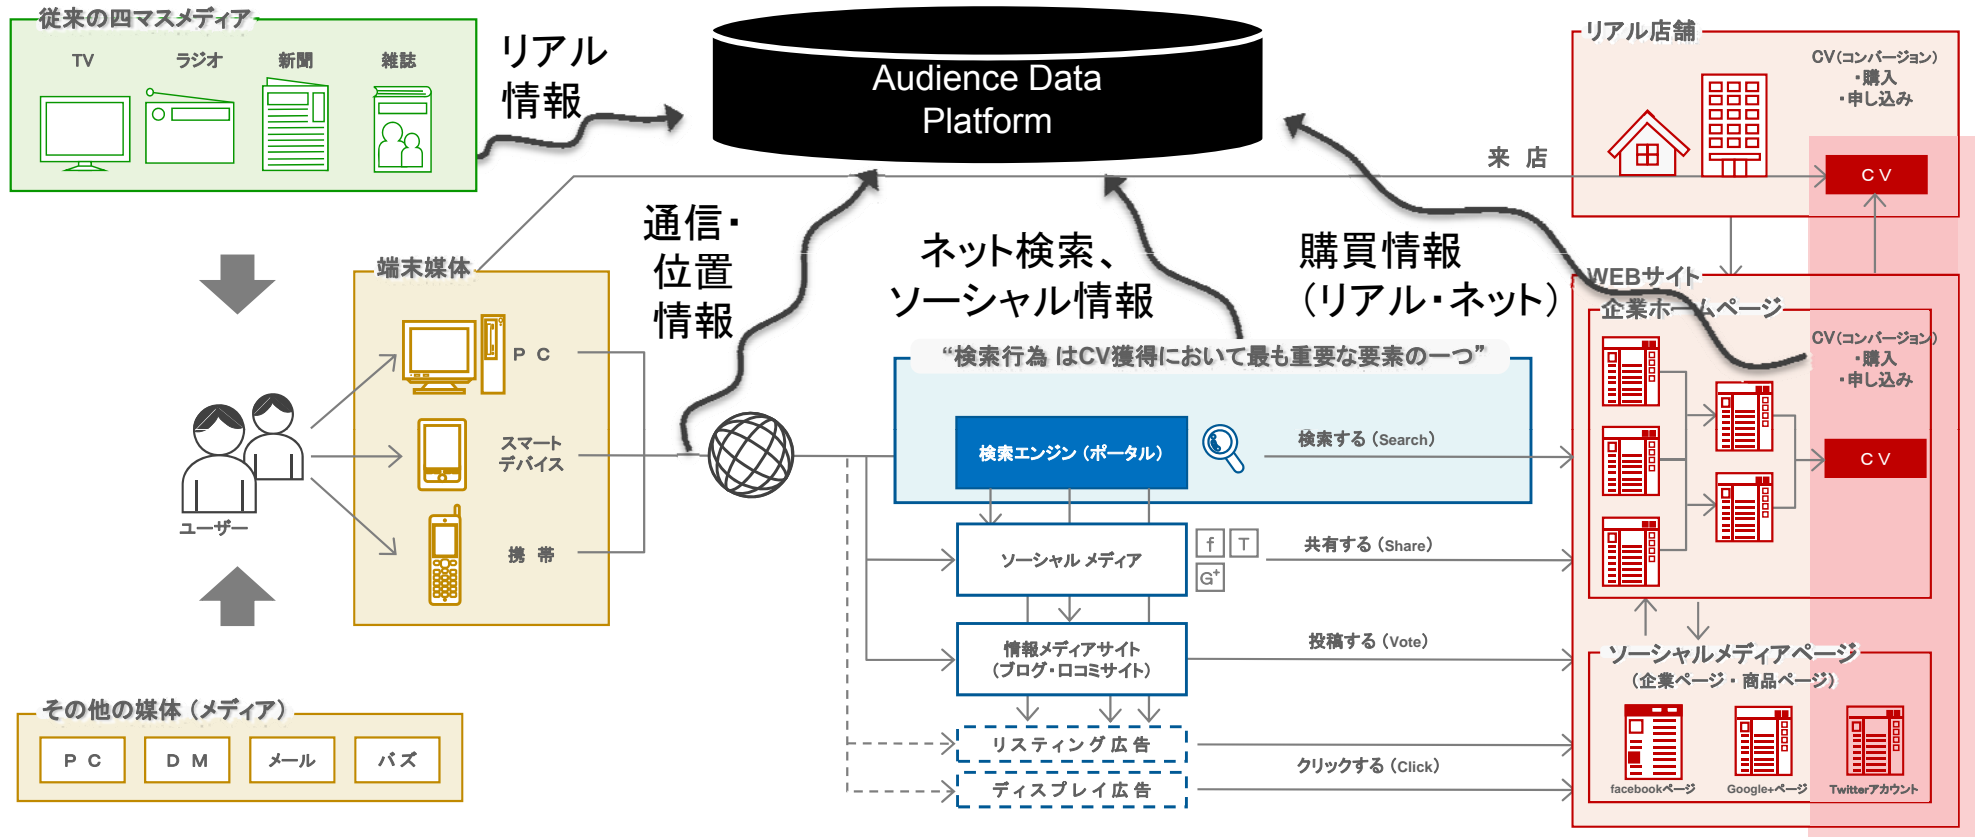 従来の四マスメディア
TV
ラジオ
新聞
雑誌
リアル
情報
Audience Data
Platform
リアル店舗
CV(コンバージョン)
・購入
・申し込み
来 店
CV
通信・
位置
情報
ネット検索、
ソーシャル情報
購買情報
（リアル・ネット）
端末媒体
PC
スマート
デバイス
携 帯
ユーザー
“検索行為 はCV獲得において最も重要な要素の一つ”
検索エンジン（ポータル）
検索する（Search）
ソーシャル メディア
f
T
G+
共有する（Share）
情報メディアサイト
（ブログ・口コミサイト）
投稿する（Vote）
リスティング広告
ディスプレイ広告
クリックする（Click）
WEBサイト
企業ホームページ
CV(コンバージョン)
・購入
・申し込み
CV
ソーシャルメディアページ
（企業ページ・商品ページ）
facebookページ
Google+ページ
Twitterアカウント
その他の媒体（メディア）
PC
DM
メール
バズ